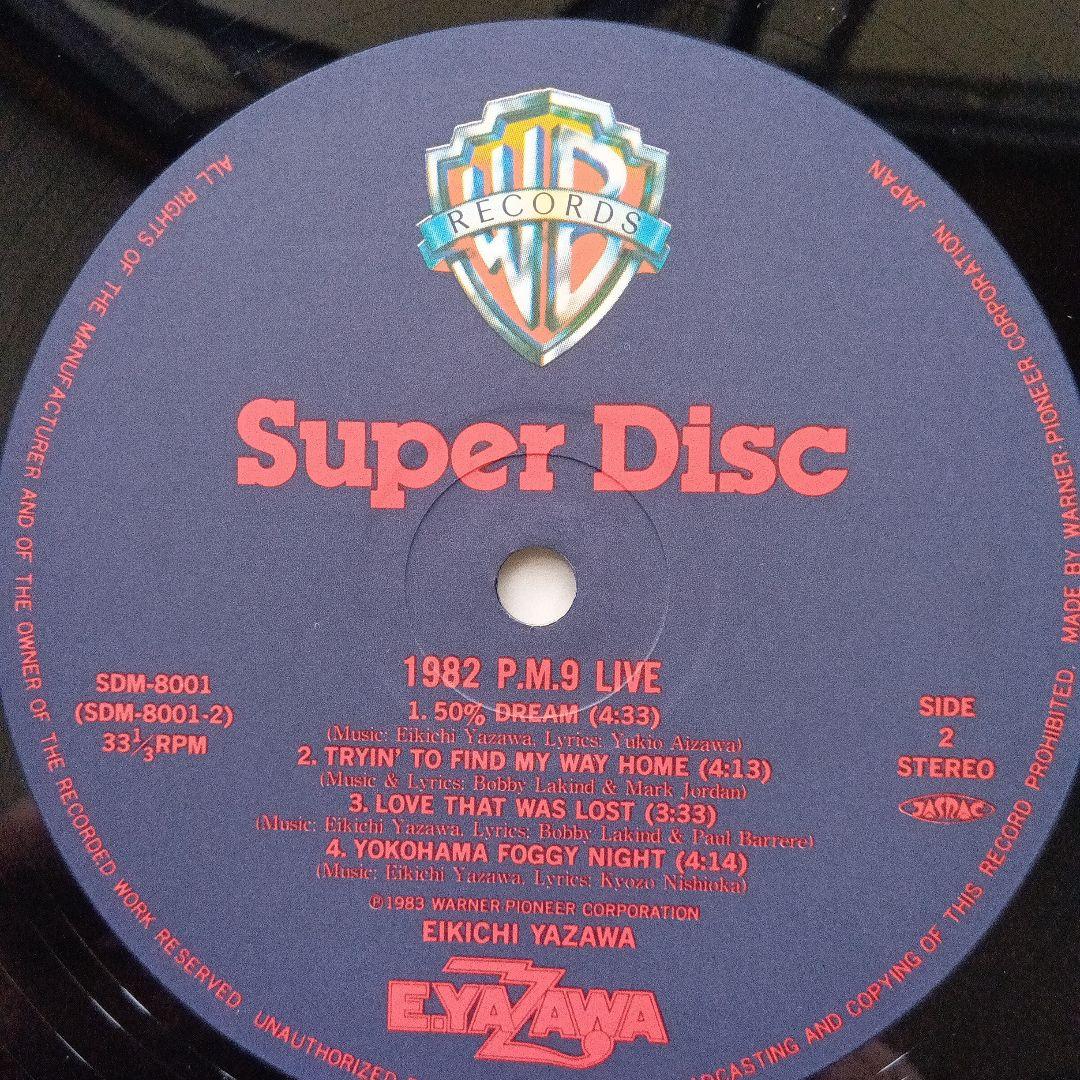 WB
RECORDS
Super Disc
1982 P.M.9 LIVE
1. 50% DREAM (4:33)
(Music: Eikichi Yazawa, Lyrics: Yukio Aizawa)
2. TRYIN' TO FIND MY WAY HOME (4:13)
(Music & Lyrics: Bobby Lakind & Mark Jordan)
3. LOVE THAT WAS LOST (3:33)
(Music: Eikichi Yazawa, Lyrics: Bobby Lakind & Paul Barrere)
4. YOKOHAMA FOGGY NIGHT (4:14)
(Music: Eikichi Yazawa, Lyrics: Kyozo Nishioka)
℗1983 WARNER PIONEER CORPORATION
EIKICHI YAZAWA
E.YAZAWA
SDM-8001
(SDM-8001-2)
33⅓RPM
SIDE
2
STEREO
JASRAC
ALL RIGHTS OF THE MANUFACTURER AND OF THE OWNER OF THE RECORDED WORK RESERVED. UNAUTHORIZED
COPYING OF THIS RECORD PROHIBITED. MADE BY WARNER-PIONEER CORPORATION, JAPAN